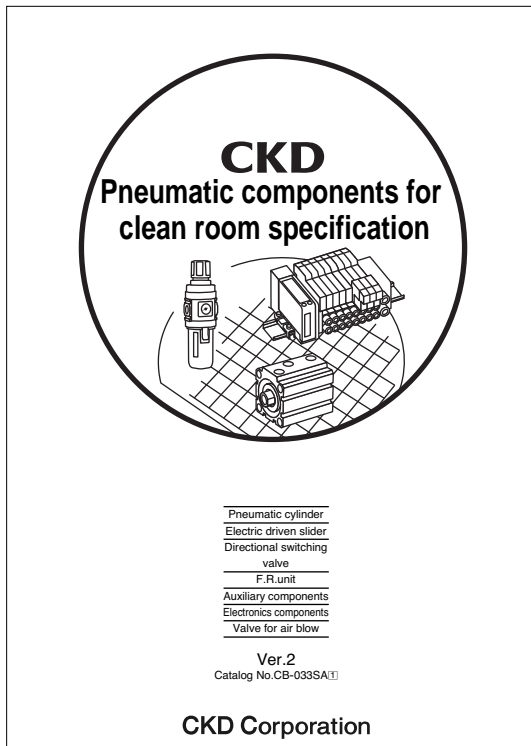 CKD
Pneumatic components for
clean room specification
Pneumatic cylinder
Electric driven slider
Directional switching
valve
F.R.unit
Auxiliary components
Electronics components
Valve for air blow
Ver.2
Catalog No.CB-033SA1
CKD Corporation